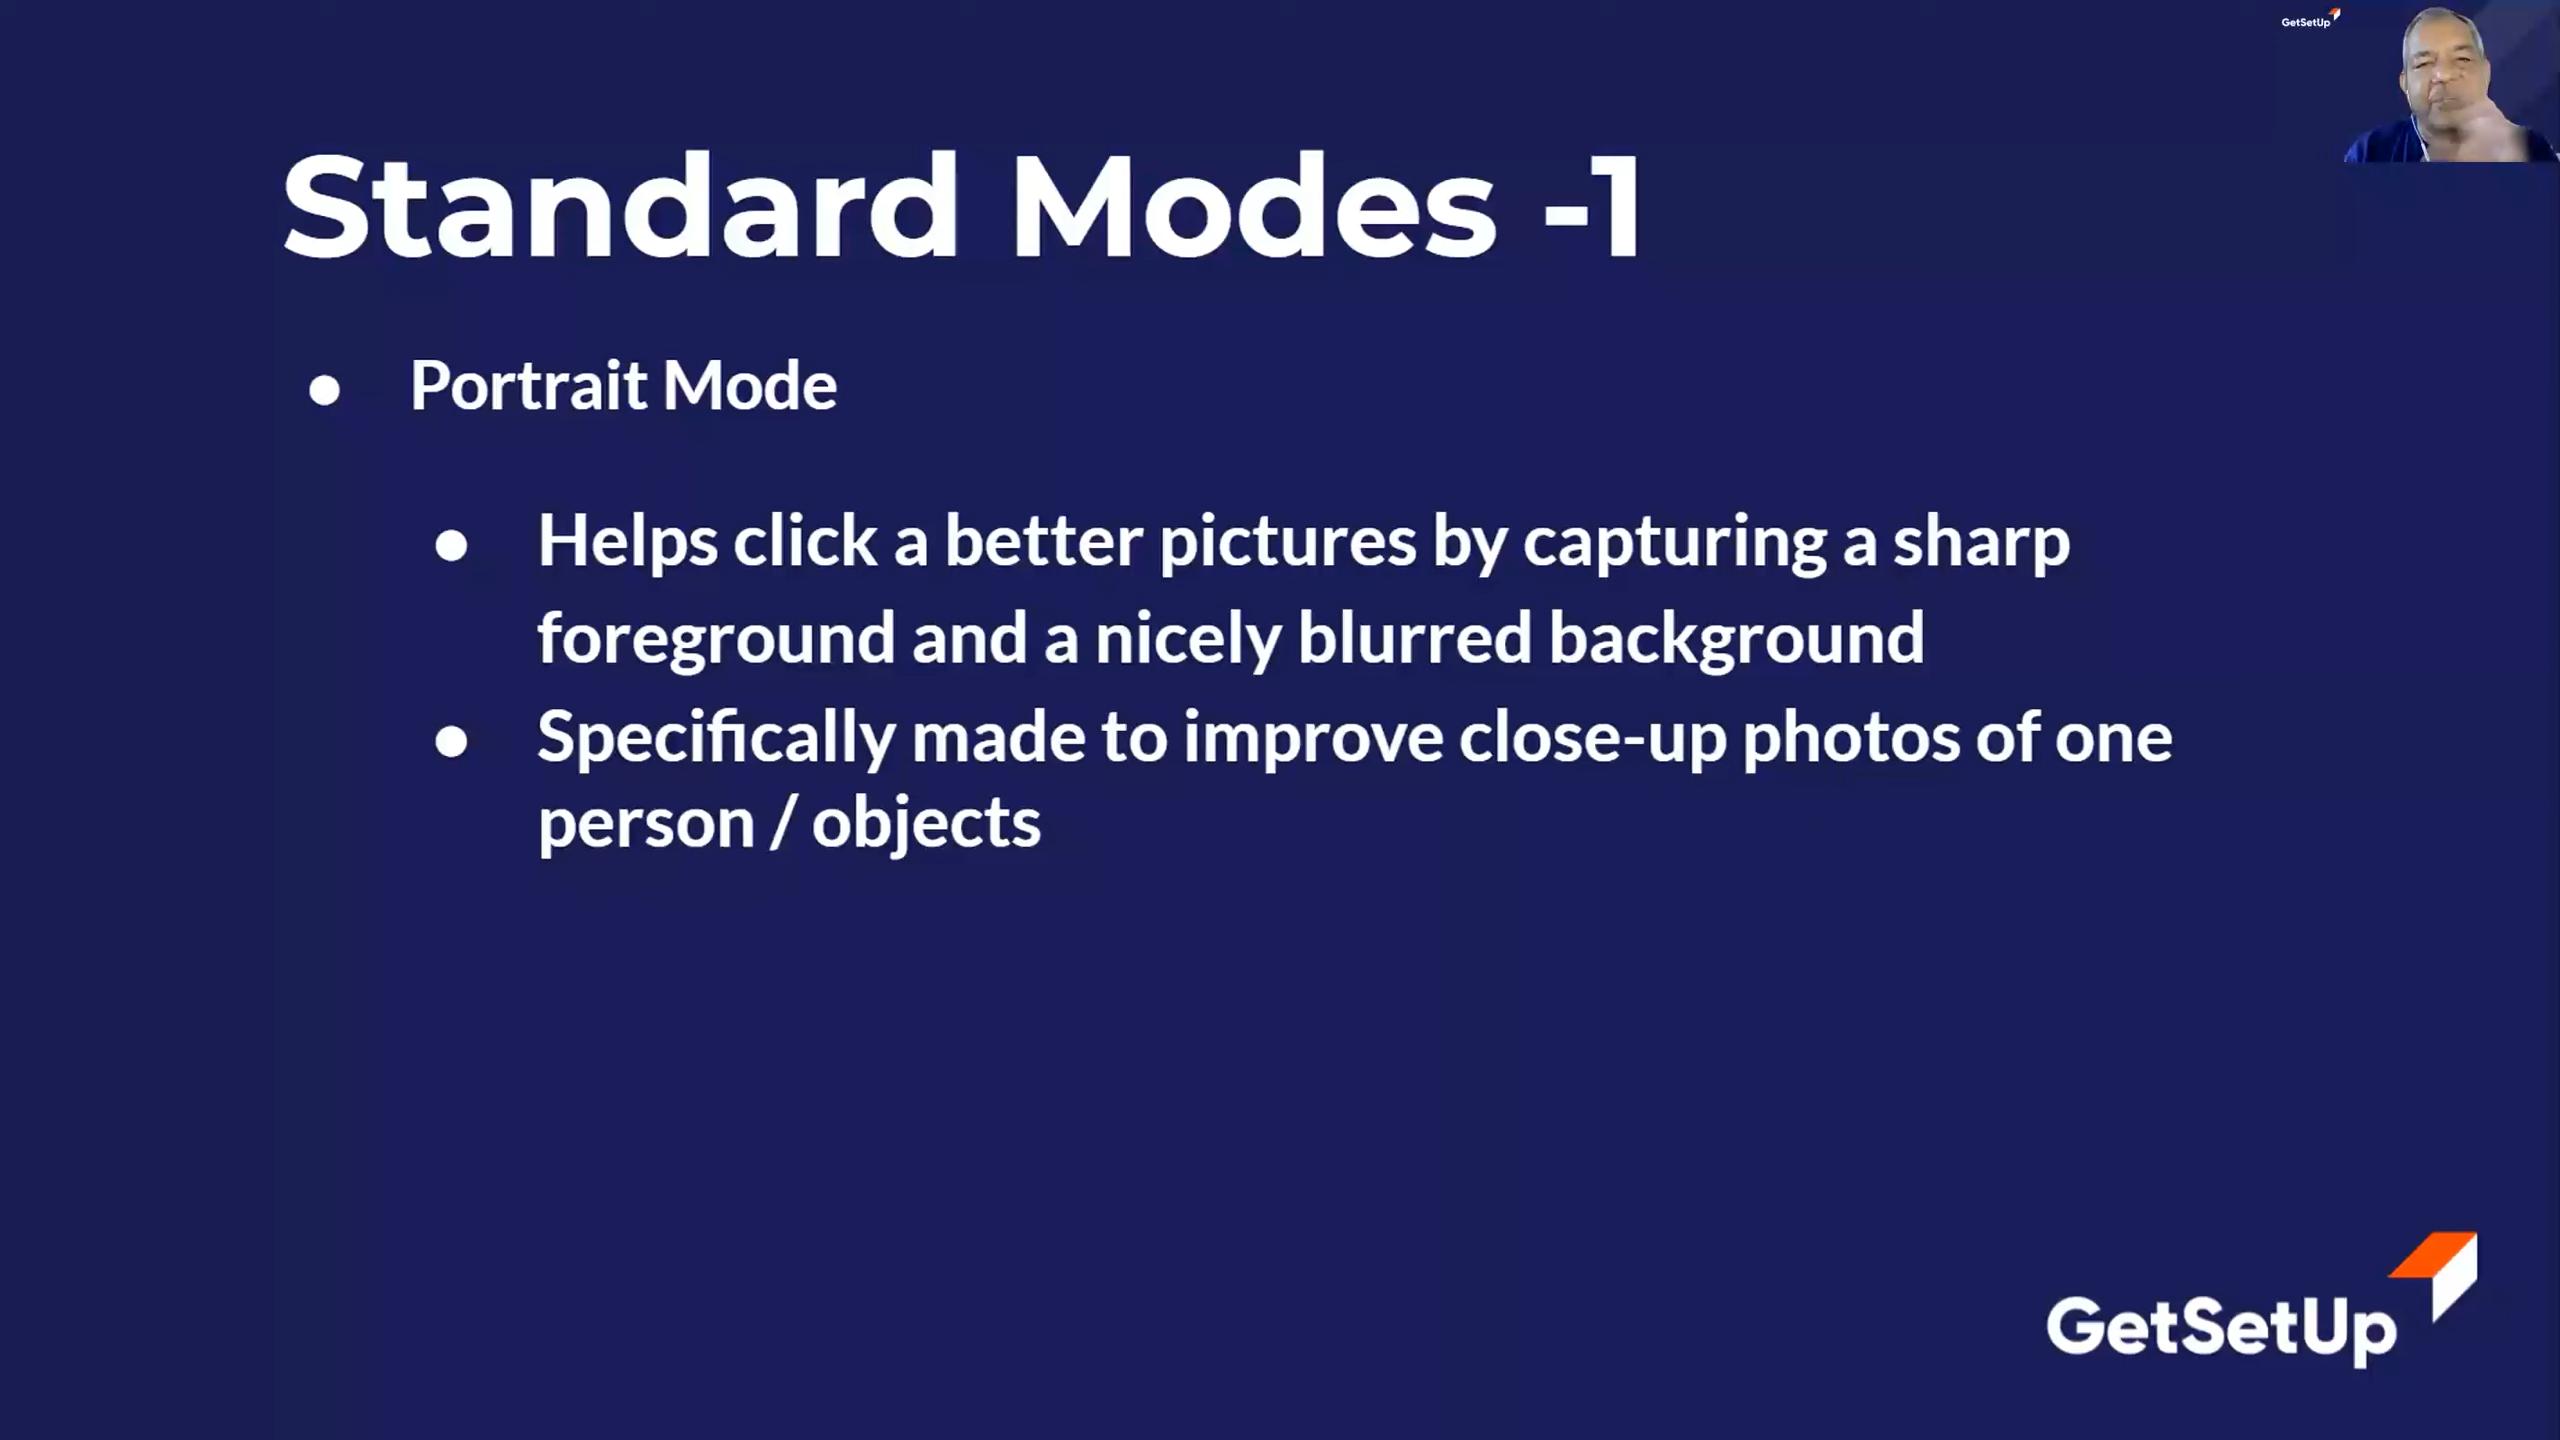 GetSetUp
Standard Modes -1
● Portrait Mode
● Helps click a better pictures by capturing a sharp
foreground and a nicely blurred background
● Specifically made to improve close-up photos of one
person / objects
GetSetUp